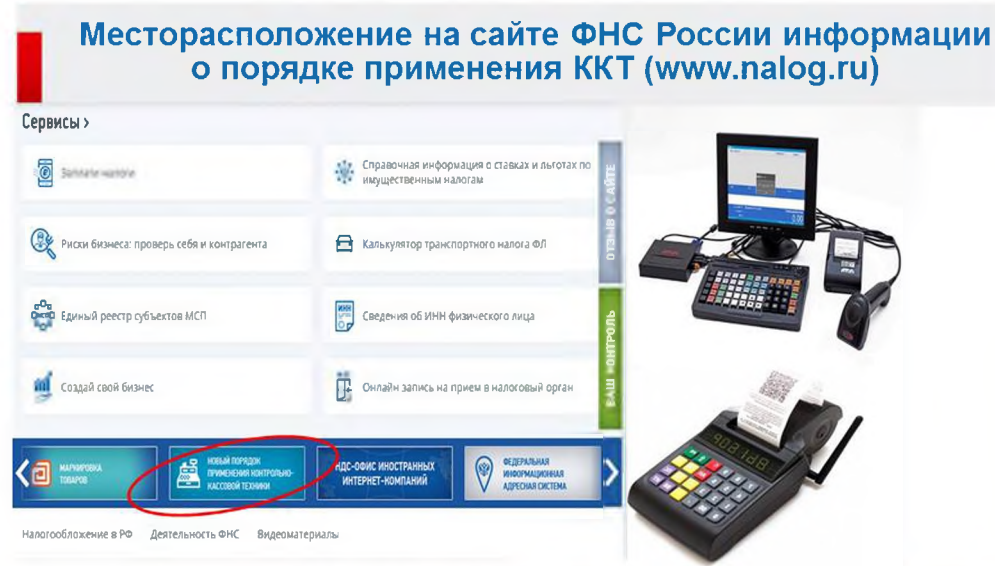 Месторасположение на сайте ФНС России информации
о порядке применения ККТ (www.nalog.ru)
Сервисы >
Заплати налоги
Справочная информация о ставках и льготах по
имущественным налогам
Риски бизнеса: проверь себя и контрагента
Калькулятор транспортного налога ФЛ
Единый реестр субъектов МСП
ИНН
Сведения об ИНН физического лица
Создай свой бизнес
Онлайн запись на прием в налоговый орган
ОТЗЫВ О САЙТЕ
ВАШ КОНТРОЛЬ
МАРКИРОВКА
ТОВАРОВ
НОВЫЙ ПОРЯДОК
ПРИМЕНЕНИЯ КОНТРОЛЬНО-
КАССОВОЙ ТЕХНИКИ
НДС-ОФИС ИНОСТРАННЫХ
ИНТЕРНЕТ-КОМПАНИЙ
ФЕДЕРАЛЬНАЯ
ИНФОРМАЦИОННАЯ
АДРЕСНАЯ СИСТЕМА
Налогообложение в РФ Деятельность ФНС Видеоматериалы
0.00